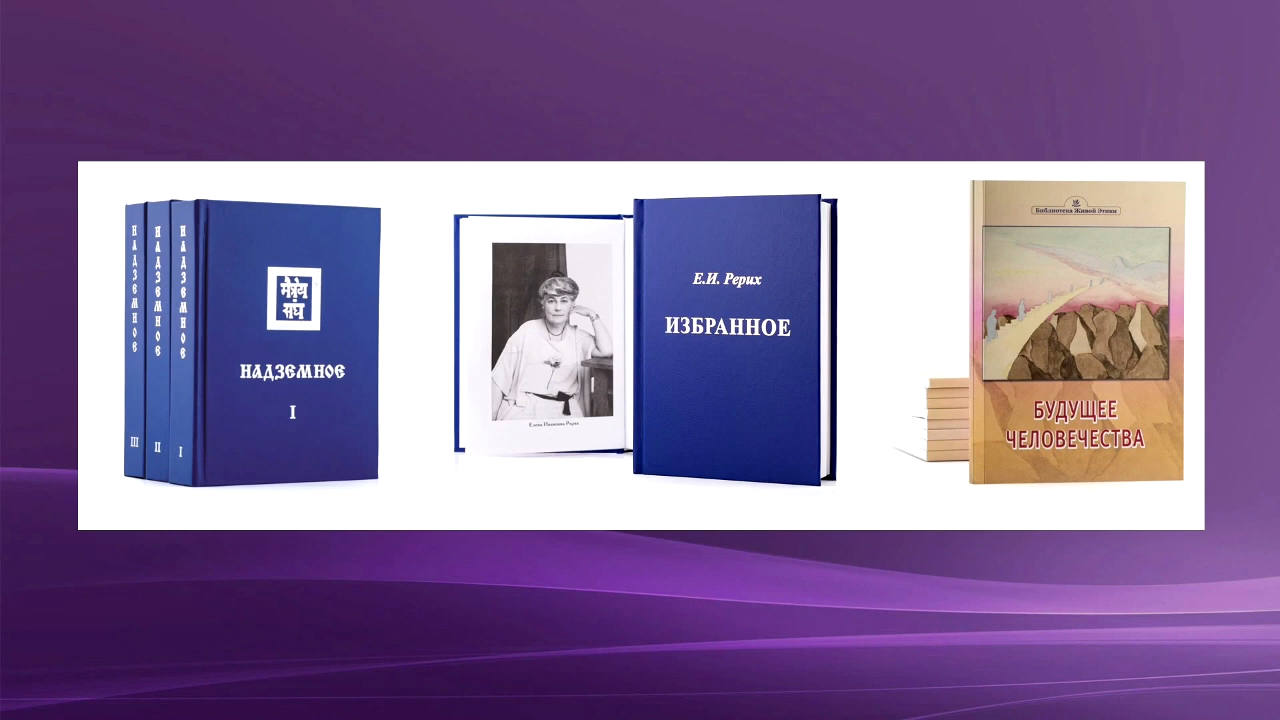 НАДЗЕМНОЕ
III
НАДЗЕМНОЕ
II
НАДЗЕМНОЕ
I
मैत्रेय
संघ
НАДЗЕМНОЕ
I
Елена Ивановна Рерих
Е.И. Рерих
ИЗБРАННОЕ
Библиотека Живой Этики
БУДУЩЕЕ
ЧЕЛОВЕЧЕСТВА